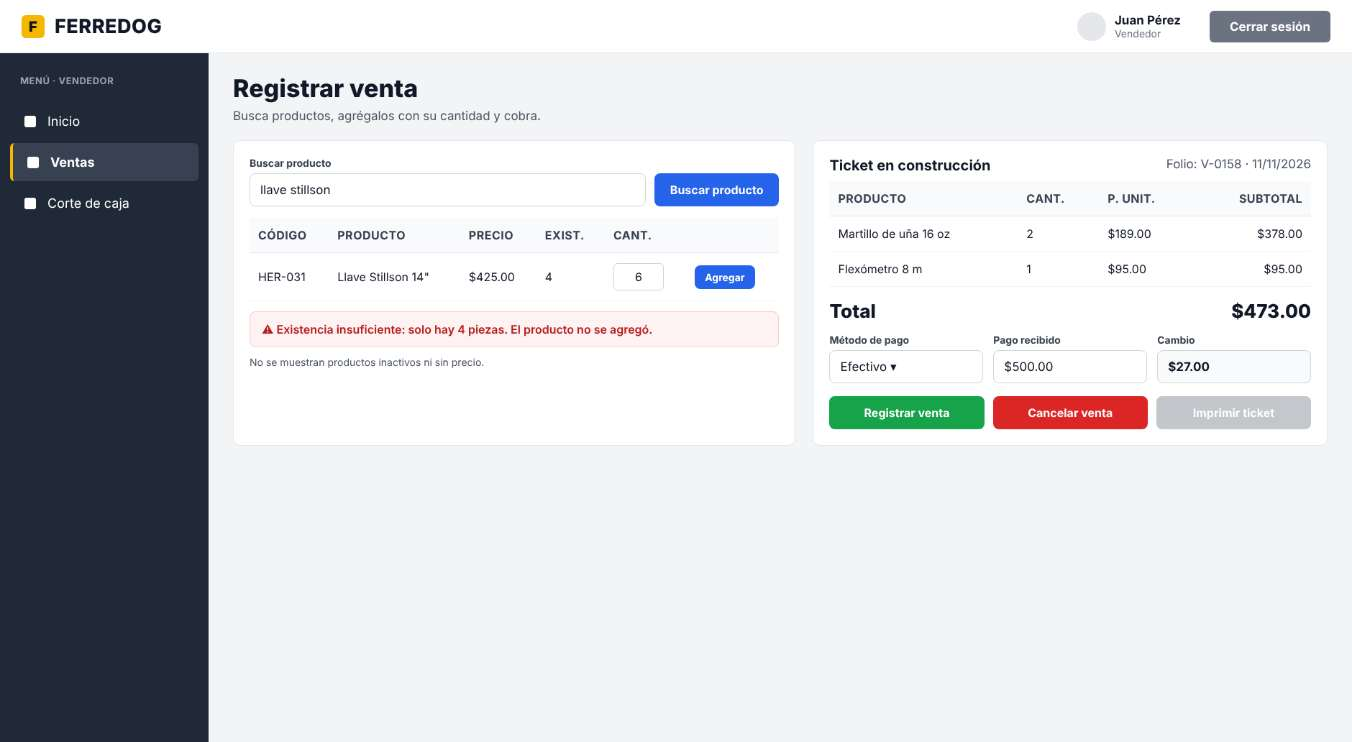 F FERREDOG
Juan Pérez
Vendedor
Cerrar sesión
MENÚ · VENDEDOR
Inicio
Ventas
Corte de caja
Registrar venta
Busca productos, agrégalos con su cantidad y cobra.
Buscar producto
llave stillson
Buscar producto
CÓDIGO PRODUCTO PRECIO EXIST. CANT.
HER-031 Llave Stillson 14" $425.00 4 6 Agregar
⚠ Existencia insuficiente: solo hay 4 piezas. El producto no se agregó.
No se muestran productos inactivos ni sin precio.
Ticket en construcción
Folio: V-0158 · 11/11/2026
PRODUCTO CANT. P. UNIT. SUBTOTAL
Martillo de uña 16 oz 2 $189.00 $378.00
Flexómetro 8 m 1 $95.00 $95.00
Total $473.00
Método de pago Pago recibido Cambio
Efectivo ▾ $500.00 $27.00
Registrar venta Cancelar venta Imprimir ticket